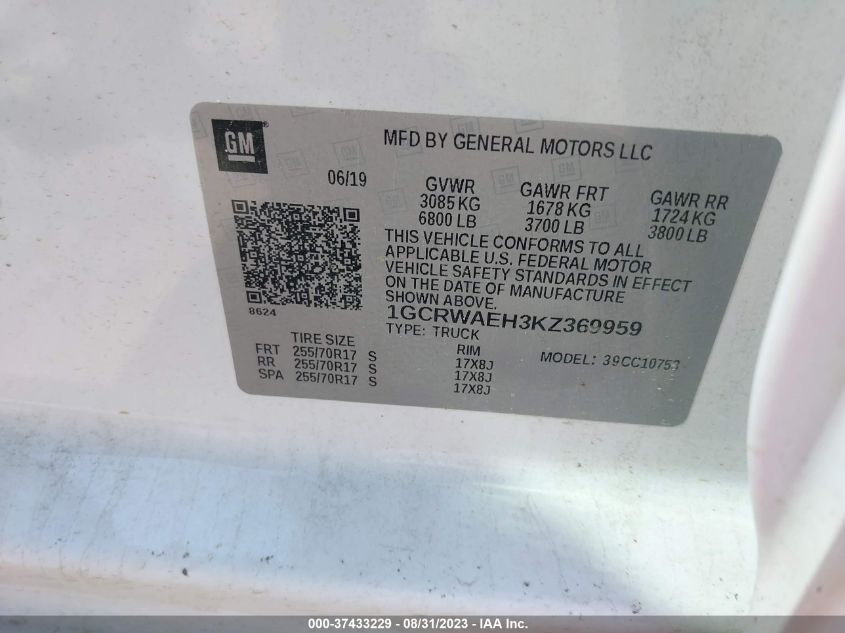 GM
MFD BY GENERAL MOTORS LLC
06/19
GVWR
3085 KG
6800 LB
GAWR FRT
1678 KG
3700 LB
GAWR RR
1724 KG
3800 LB
THIS VEHICLE CONFORMS TO ALL
APPLICABLE U.S. FEDERAL MOTOR
VEHICLE SAFETY STANDARDS IN EFFECT
ON THE DATE OF MANUFACTURE
SHOWN ABOVE.
1GCRWAEH3KZ369959
TYPE: TRUCK
8624
TIRE SIZE
FRT 255/70R17 S
RR 255/70R17 S
SPA 255/70R17 S
RIM
17X8J
17X8J
17X8J
MODEL: 39CC10753
000-37433229 - 08/31/2023 - IAA Inc.